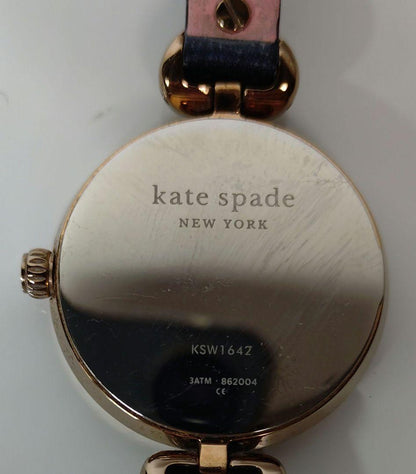 kate spade
NEW YORK
KSW1642
3ATM · 862004
CE